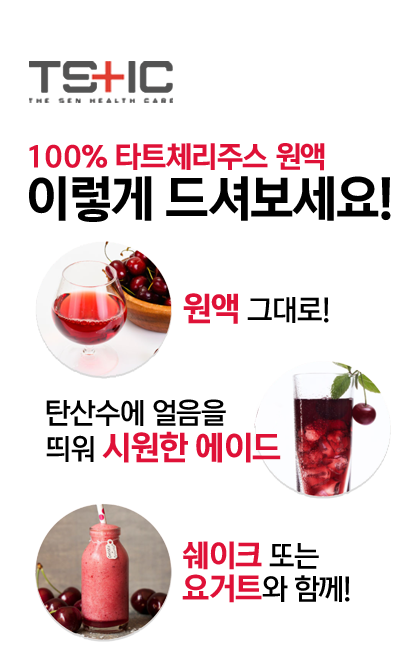 TS+IC
THE SEN HEALTH CARE
100% 타트체리주스 원액
이렇게 드셔보세요!
원액 그대로!
탄산수에 얼음을
띄워 시원한 에이드
쉐이크 또는
요거트와 함께!